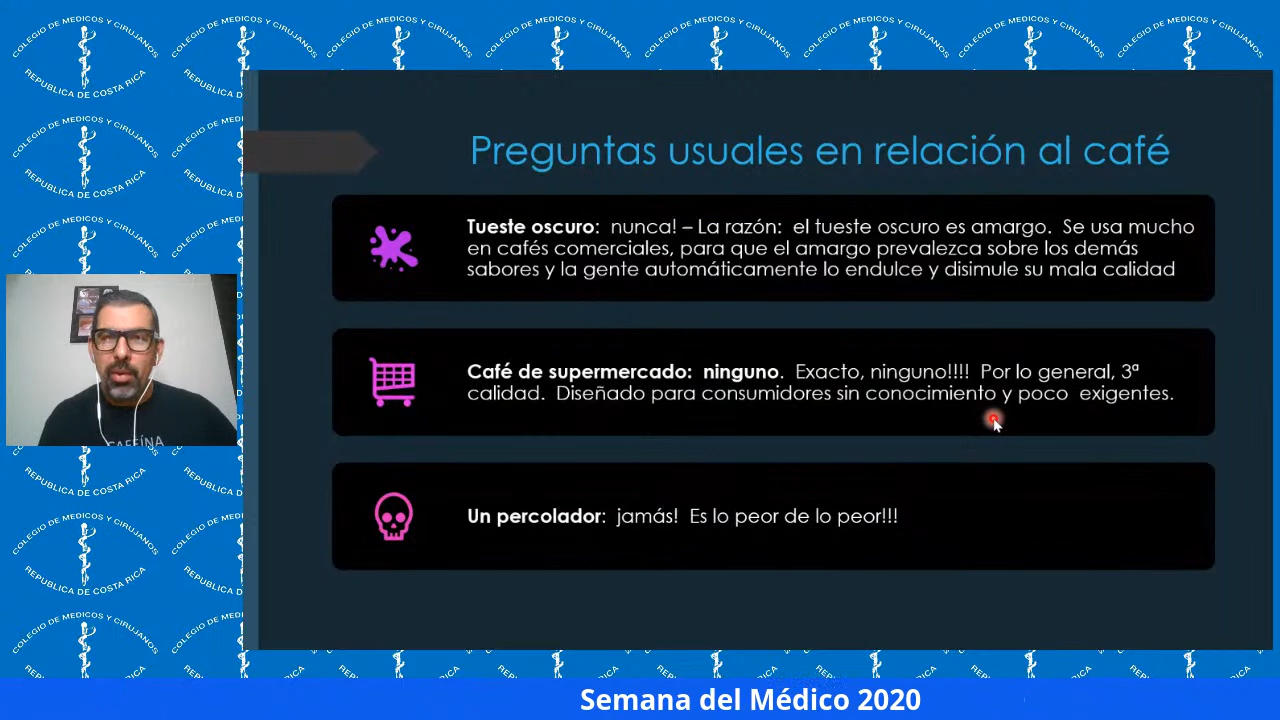 COLEGIO DE MEDICOS Y CIRUJANOS
REPUBLICA DE COSTA RICA
Preguntas usuales en relación al café
Tueste oscuro: nunca! – La razón: el tueste oscuro es amargo. Se usa mucho
en cafés comerciales, para que el amargo prevalezca sobre los demás
sabores y la gente automáticamente lo endulce y disimule su mala calidad
Café de supermercado: ninguno. Exacto, ninguno!!!! Por lo general, 3ª
calidad. Diseñado para consumidores sin conocimiento y poco exigentes.
Un percolador: jamás! Es lo peor de lo peor!!!
CAFEÍNA
Semana del Médico 2020